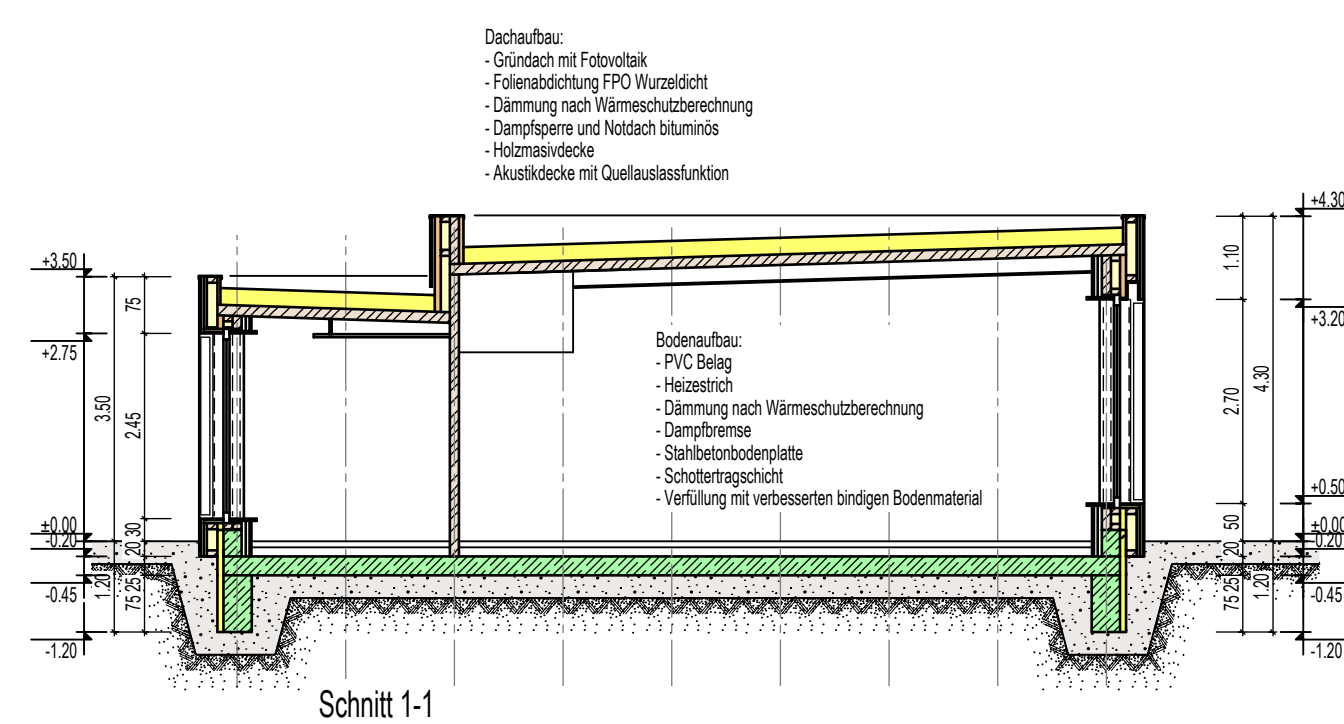 Dachaufbau:
- Gründach mit Fotovoltaik
- Folienabdichtung FPO Wurzeldicht
- Dämmung nach Wärmeschutzberechnung
- Dampfsperre und Notdach bituminös
- Holzmasivdecke
- Akustikdecke mit Quellauslassfunktion
+3.50
+2.75
±0.00
-0.20
-0.45
-1.20
3.50
1.20
75
2.45
30
20
25
75
Bodenaufbau:
- PVC Belag
- Heizestrich
- Dämmung nach Wärmeschutzberechnung
- Dampfbremse
- Stahlbetonbodenplatte
- Schottertragschicht
- Verfüllung mit verbesserten bindigen Bodenmaterial
1.10
2.70
50
20
25
75
4.30
1.20
+4.30
+3.20
+0.50
±0.00
-0.20
-0.45
-1.20
Schnitt 1-1